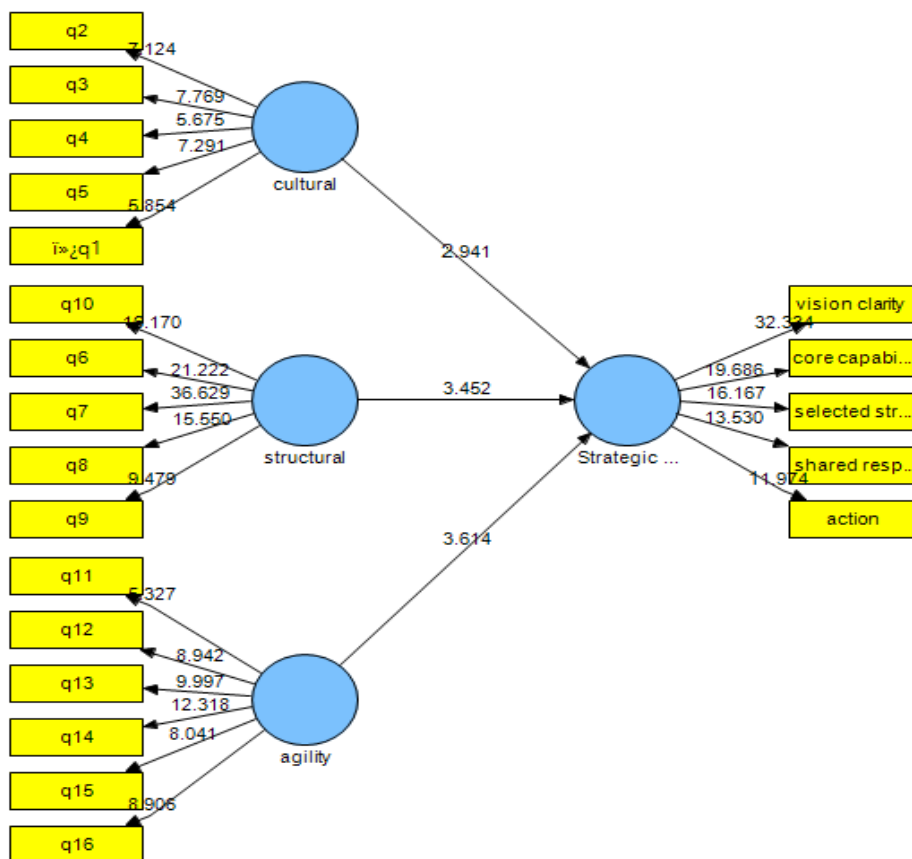 q2
7.124
q3
7.769
q4
5.675
q5
7.291
ï»¿q1
5.854
cultural
2.941
q10
q6
21.222
q7
36.629
q8
15.550
q9
9.479
structural
3.452
q11
5.327
q12
8.942
q13
9.997
q14
12.318
q15
8.041
q16
8.906
agility
3.614
Strategic ...
vision clarity
32.334
core capabi...
19.686
selected str...
16.167
shared resp...
13.530
action
11.974